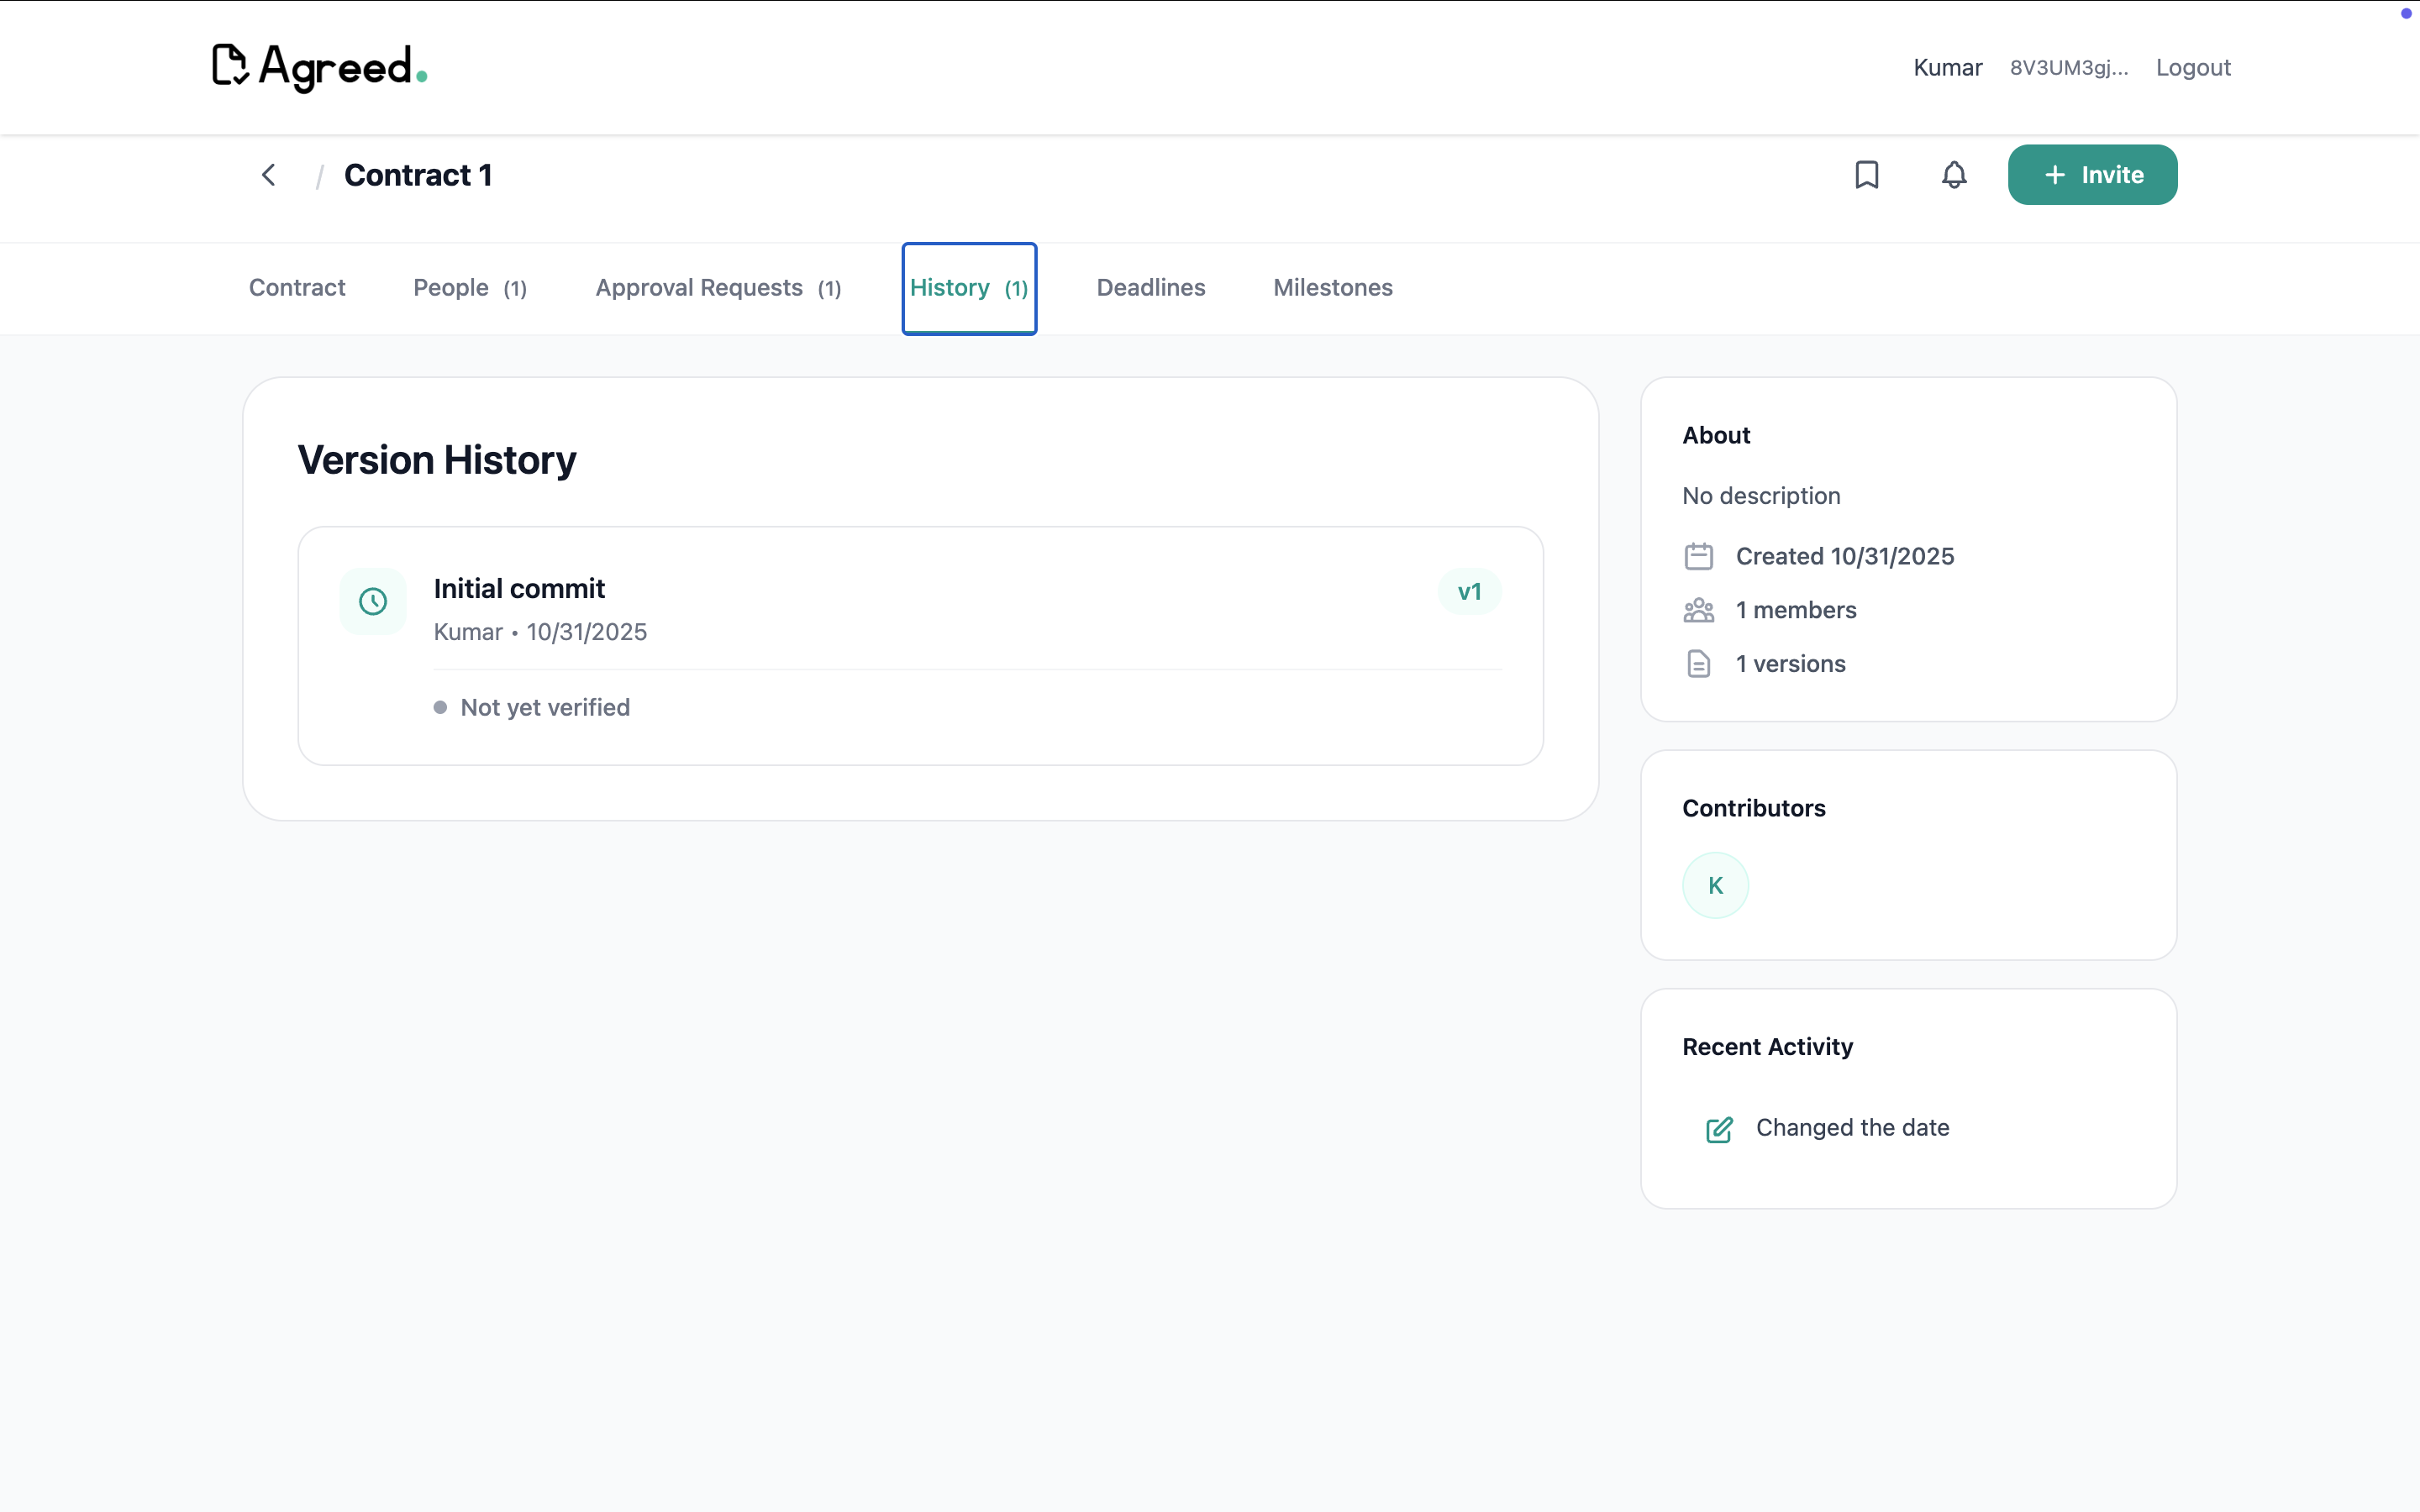 Agreed.
Kumar 8V3UM3gj... Logout
/ Contract 1
Invite
Contract People (1) Approval Requests (1) History (1) Deadlines Milestones
Version History
Initial commit
v1
Kumar • 10/31/2025
Not yet verified
About
No description
Created 10/31/2025
1 members
1 versions
Contributors
K
Recent Activity
Changed the date